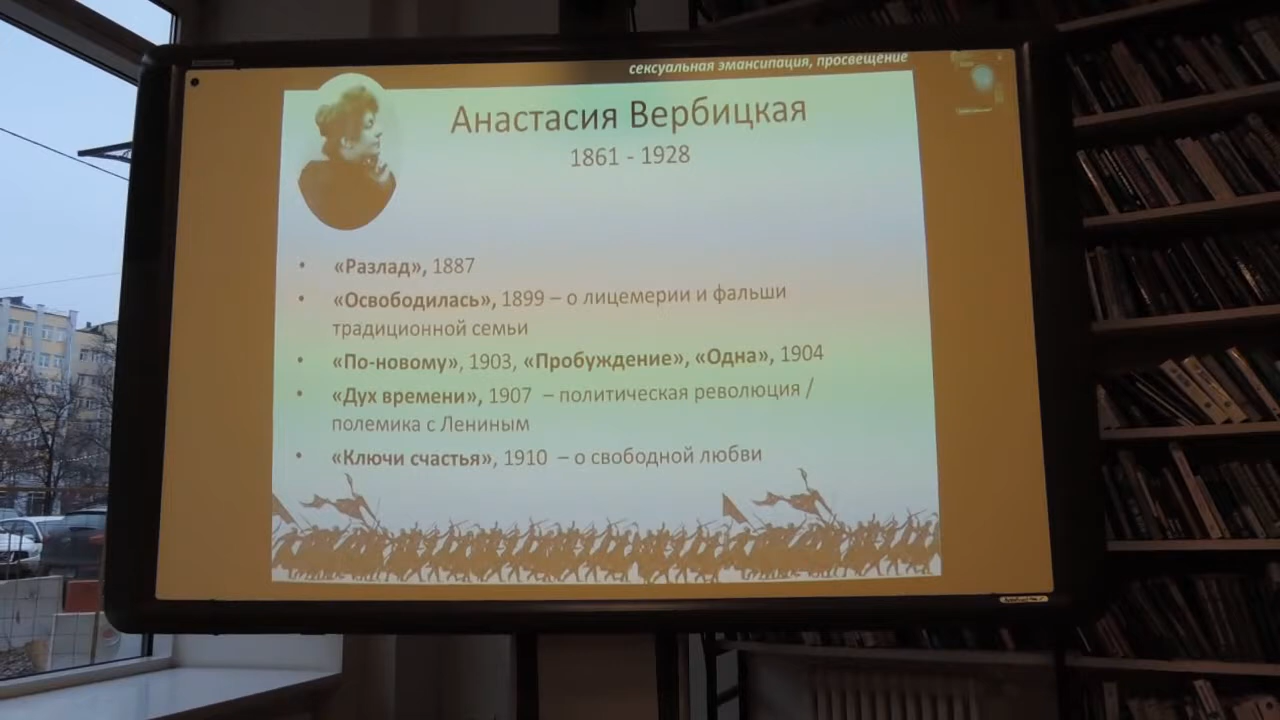 сексуальная эмансипация, просвещение
Анастасия Вербицкая
1861 - 1928
• «Разлад», 1887
• «Освободилась», 1899 – о лицемерии и фальши
традиционной семьи
• «По-новому», 1903, «Пробуждение», «Одна», 1904
• «Дух времени», 1907 – политическая революция /
полемика с Лениным
• «Ключи счастья», 1910 – о свободной любви